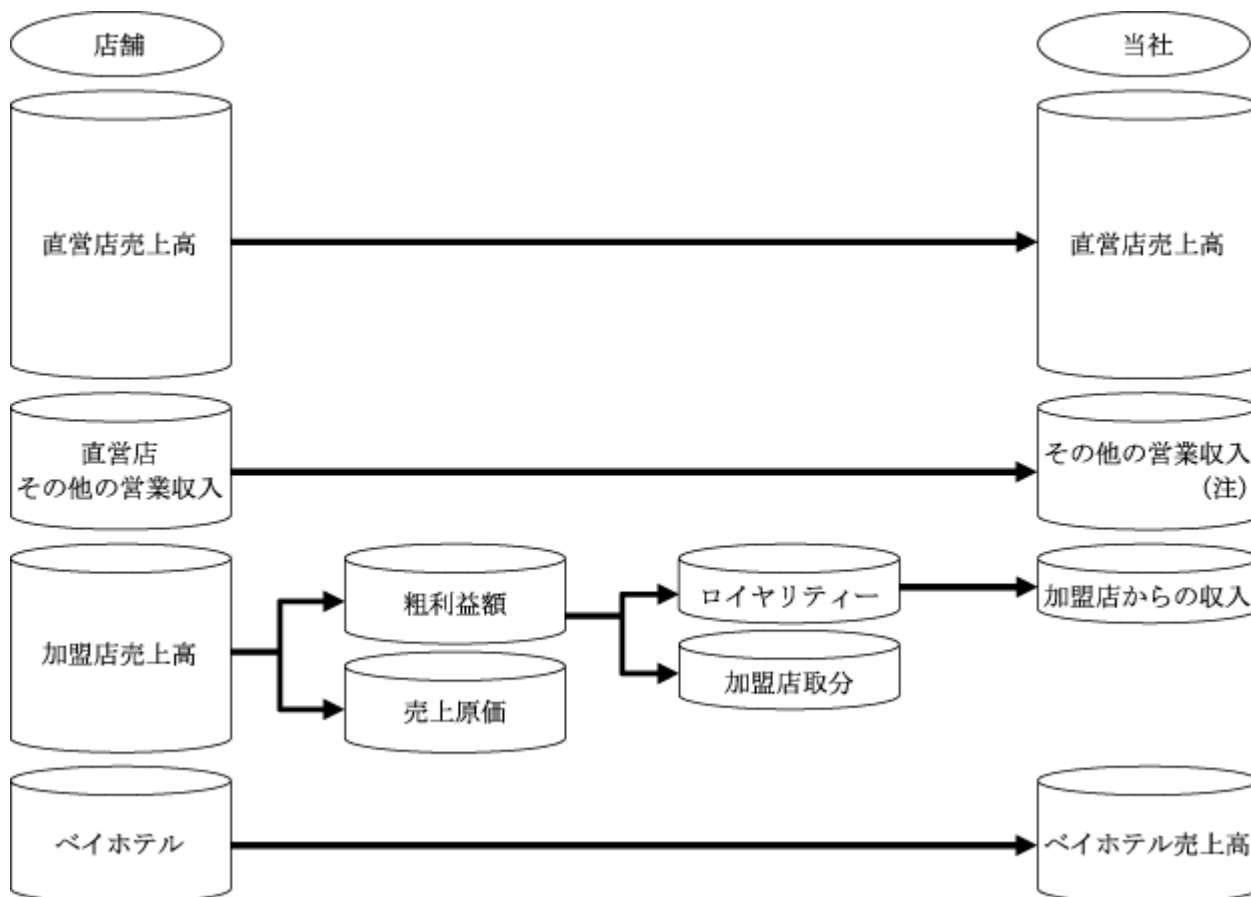 店舗
当社
直営店売上高
直営店売上高
直営店
その他の営業収入
その他の営業収入
（注）
加盟店売上高
粗利益額
売上原価
ロイヤリティー
加盟店取分
加盟店からの収入
ベイホテル
ベイホテル売上高